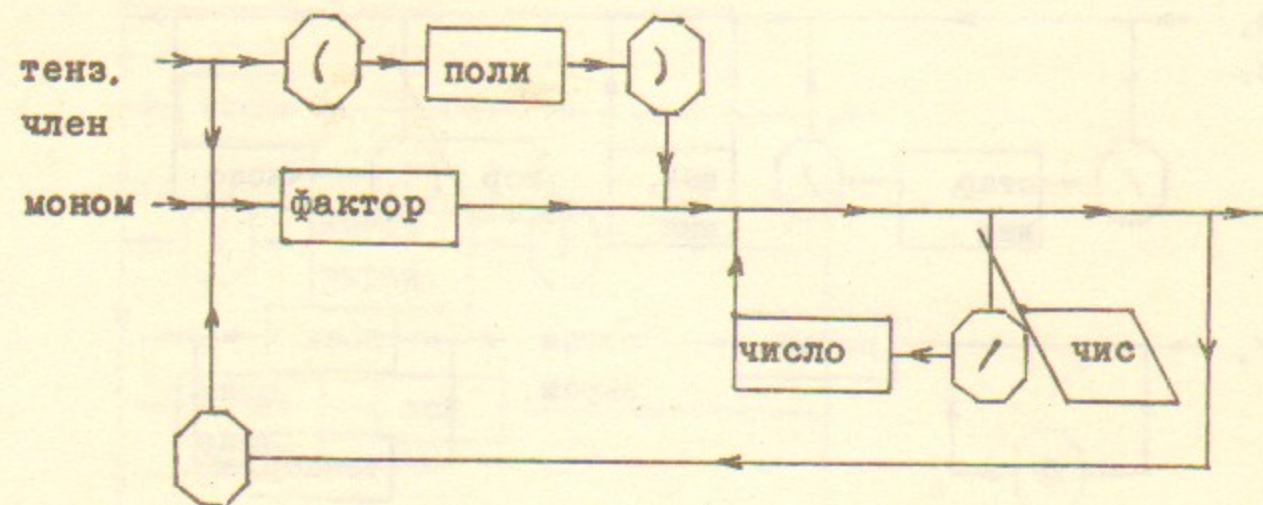 тенз.
член
( поли )
моном фактор
число / чис